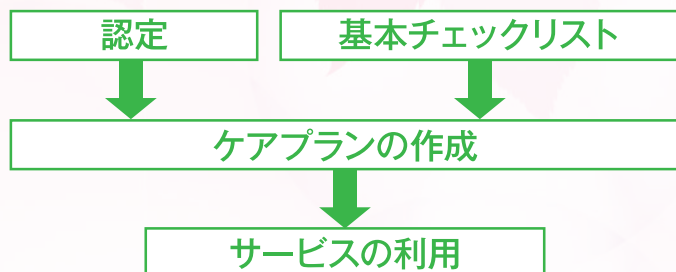 認定
基本チェックリスト
ケアプランの作成
サービスの利用